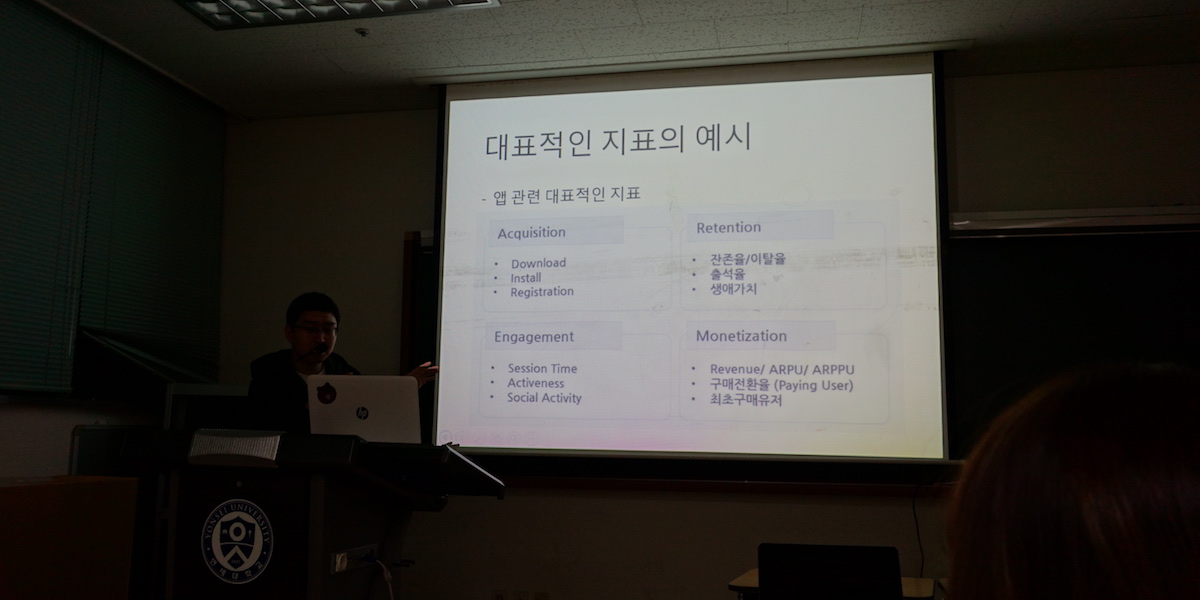 대표적인 지표의 예시
- 앱 관련 대표적인 지표
Acquisition
• Download
• Install
• Registration
Retention
• 잔존율/이탈율
• 출석율
• 생애가치
Engagement
• Session Time
• Activeness
• Social Activity
Monetization
• Revenue/ ARPU/ ARPPU
• 구매전환율 (Paying User)
• 최초구매유저
hp
YONSEI UNIVERSITY
연세대학교